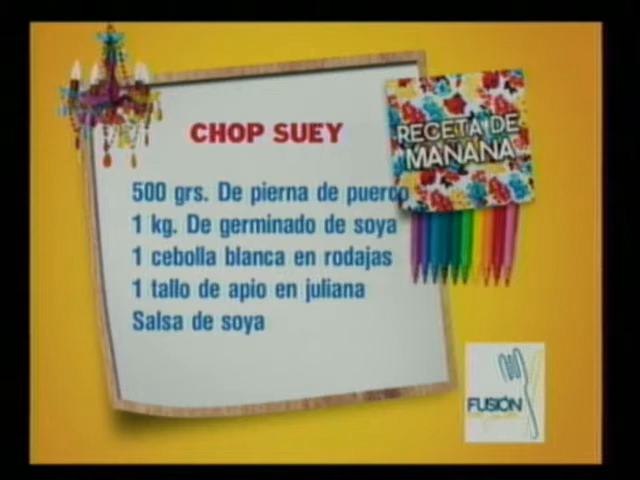 CHOP SUEY
RECETA DE
MAÑANA
500 grs. De pierna de puerco
1 kg. De germinado de soya
1 cebolla blanca en rodajas
1 tallo de apio en juliana
Salsa de soya
FUSIÓN